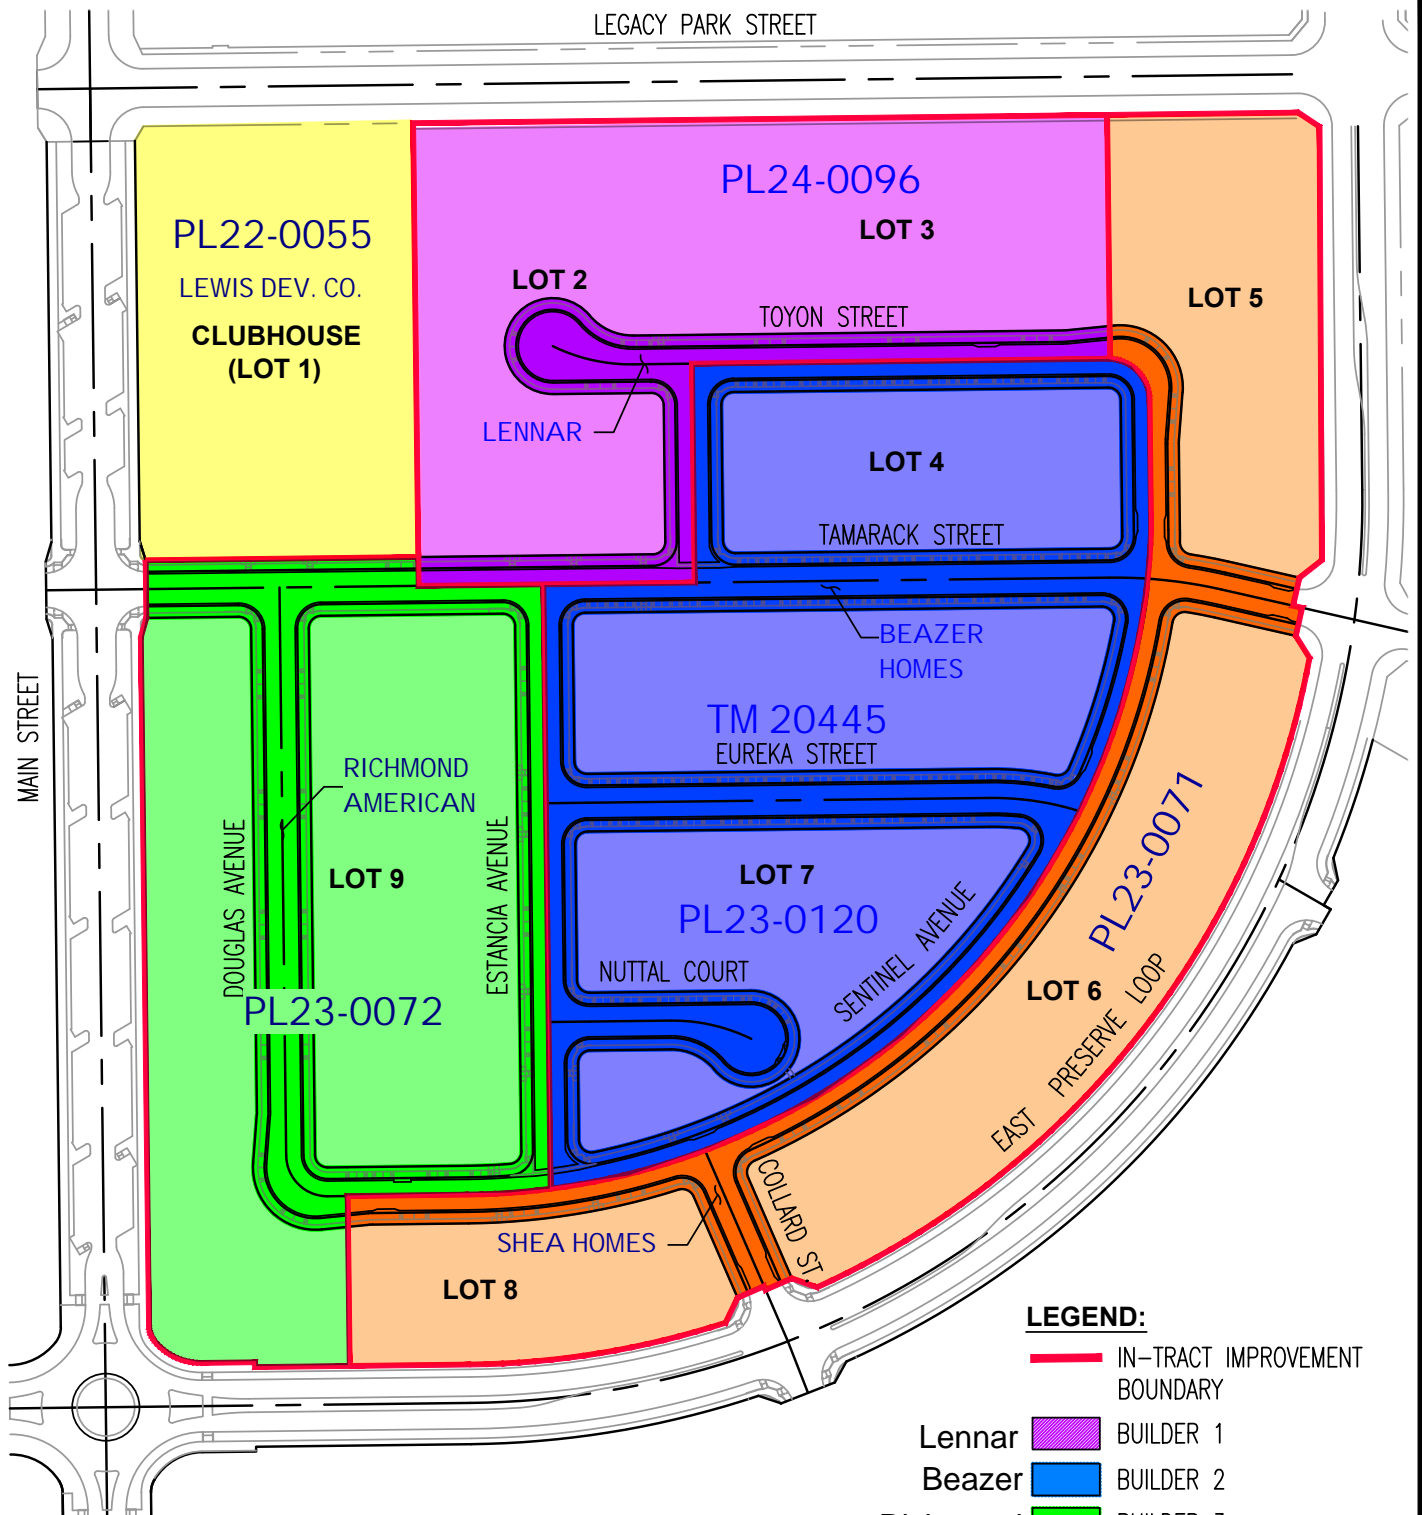 LEGACY PARK STREET
PL24-0096
LOT 3
PL22-0055
LEWIS DEV. CO.
CLUBHOUSE
(LOT 1)
LOT 2
LOT 5
TOYON STREET
LENNAR
LOT 4
TAMARACK STREET
BEAZER
HOMES
MAIN STREET
TM 20445
EUREKA STREET
RICHMOND
AMERICAN
PL23-0071
DOUGLAS AVENUE
ESTANCIA AVENUE
LOT 9
LOT 7
PL23-0120
SENTINEL AVENUE
NUTTAL COURT
LOT 6
PL23-0072
EAST PRESERVE LOOP
COLLARD ST.
SHEA HOMES
LOT 8
LEGEND:
IN-TRACT IMPROVEMENT
BOUNDARY
Lennar
BUILDER 1
Beazer
BUILDER 2